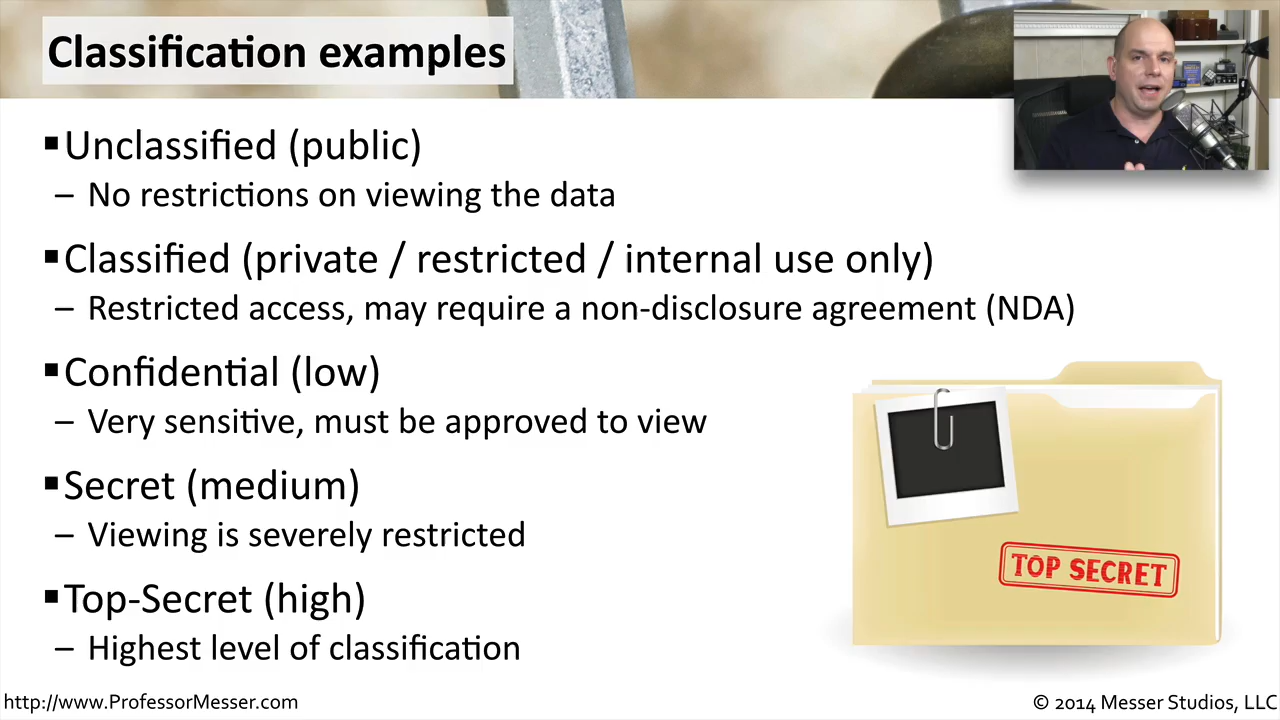 Classification examples
▪Unclassified (public)
– No restrictions on viewing the data
▪Classified (private / restricted / internal use only)
– Restricted access, may require a non-disclosure agreement (NDA)
▪Confidential (low)
– Very sensitive, must be approved to view
▪Secret (medium)
– Viewing is severely restricted
▪Top-Secret (high)
– Highest level of classification
TOP SECRET
http://www.ProfessorMesser.com
© 2014 Messer Studios, LLC